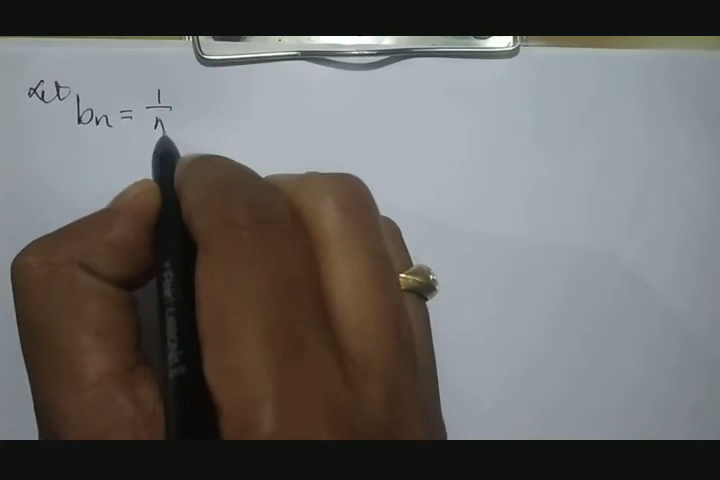 Let bn = 1/n